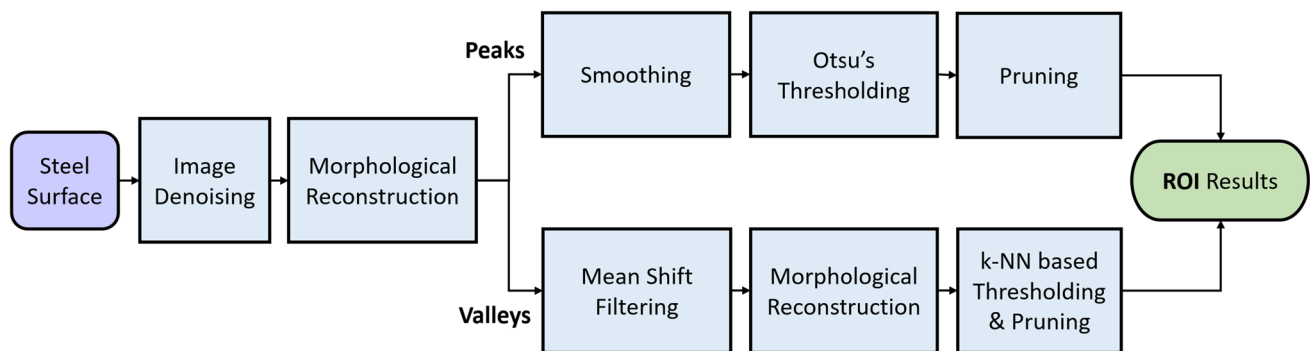 Steel
Surface
Image
Denoising
Morphological
Reconstruction
Peaks
Smoothing
Otsu's
Thresholding
Pruning
Valleys
Mean Shift
Filtering
Morphological
Reconstruction
k-NN based
Thresholding
& Pruning
ROI Results